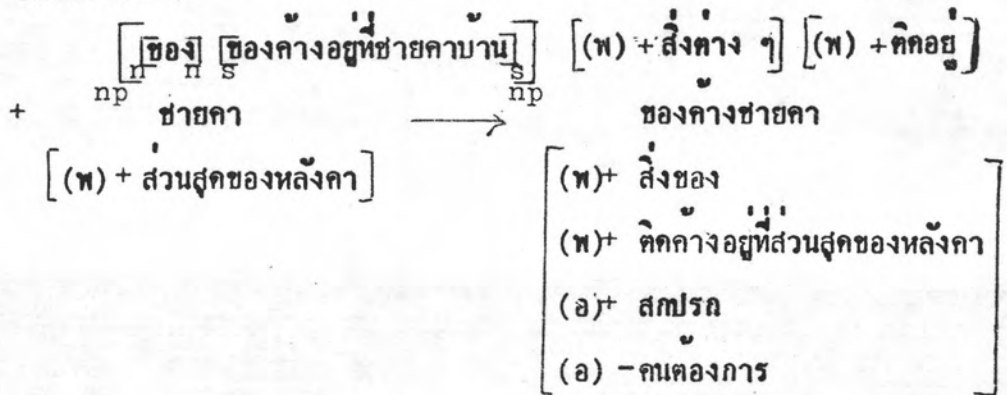 [[ของ] [ของค้างอยู่ที่ชายคาบ้าน]] [(พ) + สิ่งต่าง ๆ] [(พ) + ติดอยู่]
n n s s
np np
+ ชายคา → ของค้างชายคา
[(พ) + ส่วนสุดของหลังคา]
(พ)+ สิ่งของ
(พ)+ ติดค้างอยู่ที่ส่วนสุดของหลังคา
(อ)+ สกปรก
(อ) -คนต้องการ